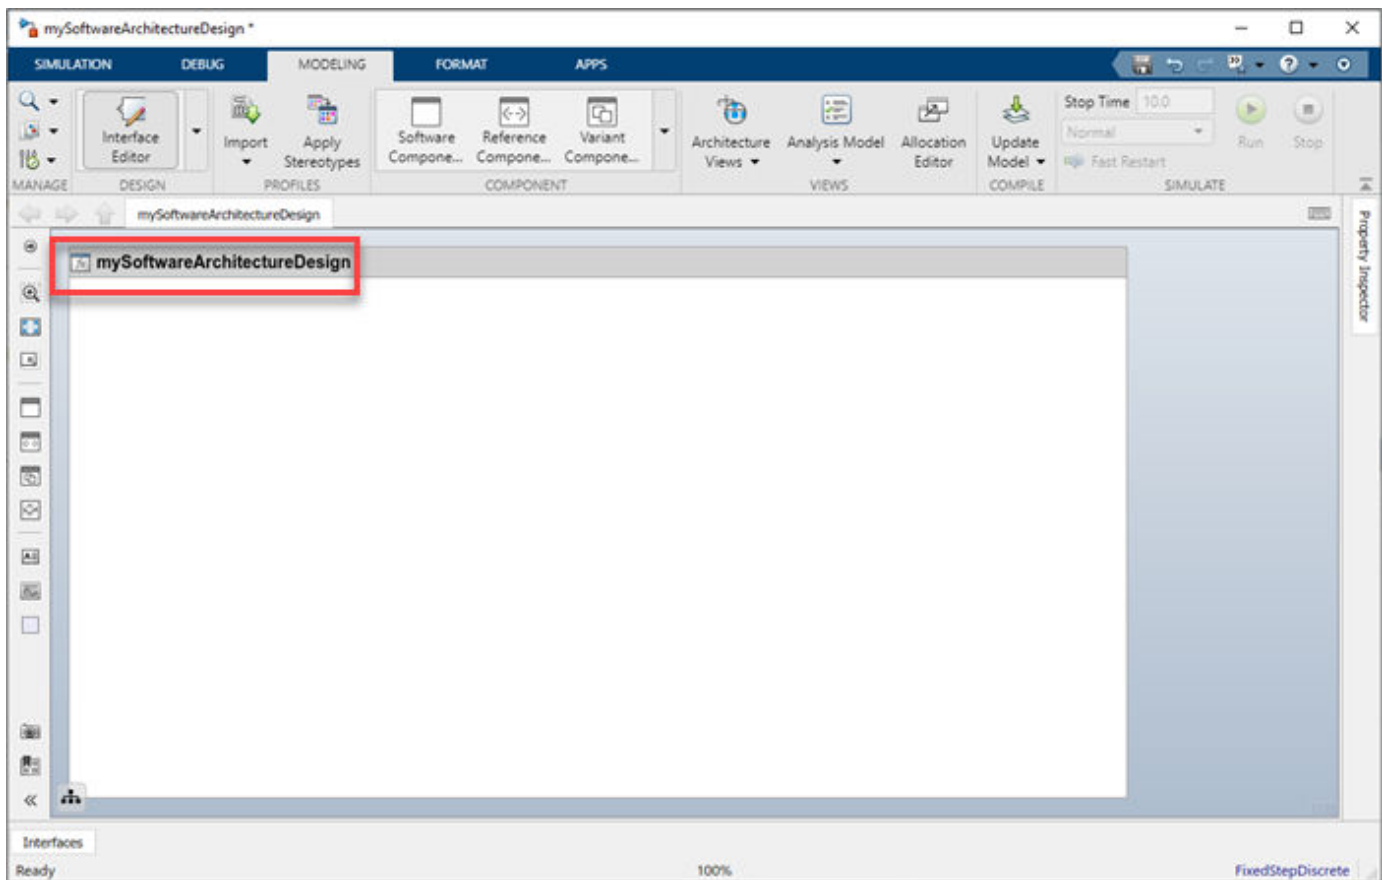 mySoftwareArchitectureDesign *
SIMULATION DEBUG MODELING FORMAT APPS
Interface Editor
Import
Apply Stereotypes
Software Compone...
Reference Compone...
Variant Compone...
Architecture Views
Analysis Model
Allocation Editor
Update Model
Stop Time 10.0
Normal
Fast Restart
Run
Stop
MANAGE DESIGN PROFILES COMPONENT VIEWS COMPILE SIMULATE
mySoftwareArchitectureDesign
Property Inspector
mySoftwareArchitectureDesign
Interfaces
Ready 100% FixedStepDiscrete